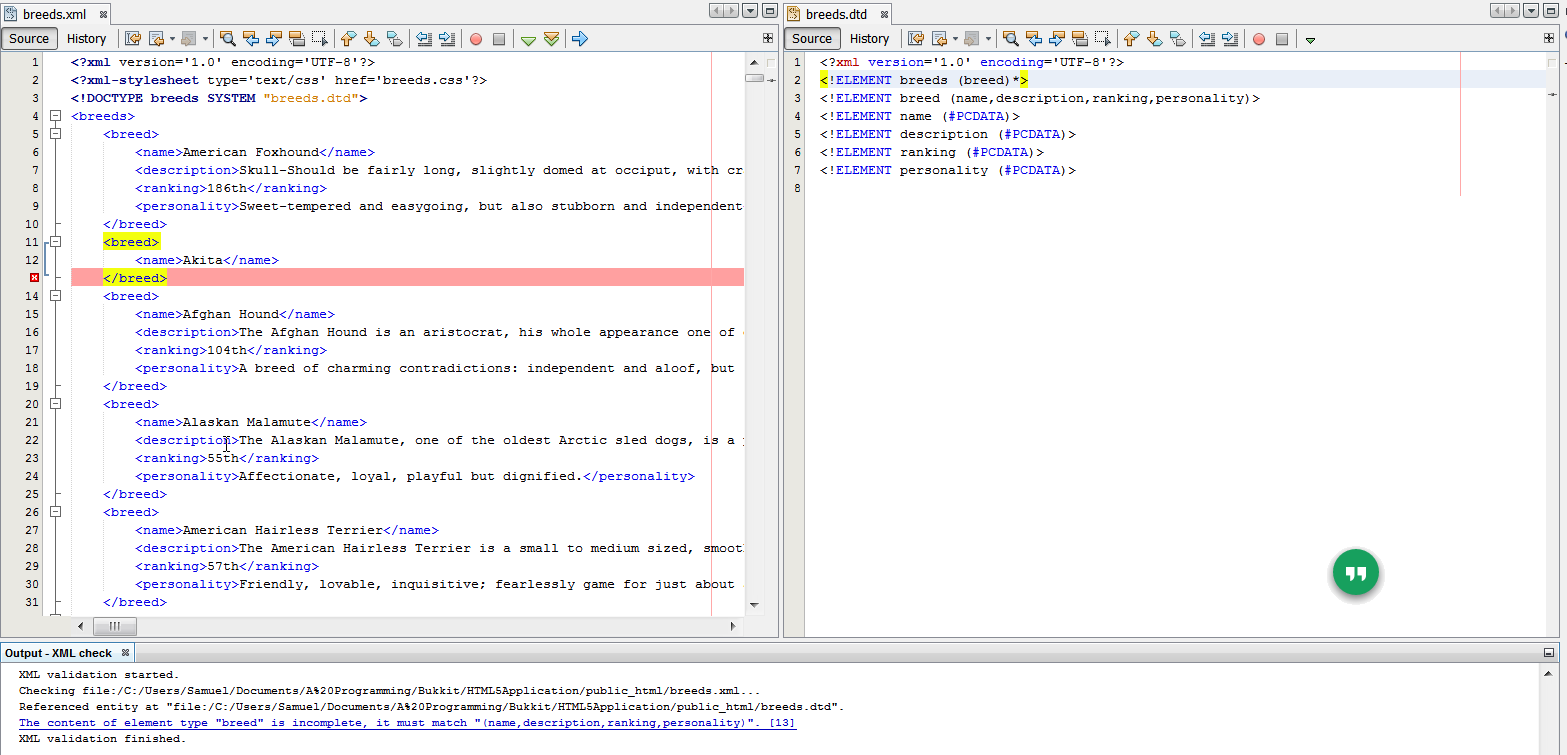 breeds.xml
Source History
1 <?xml version='1.0' encoding='UTF-8'?>
2 <?xml-stylesheet type='text/css' href='breeds.css'?>
3 <!DOCTYPE breeds SYSTEM "breeds.dtd">
4 <breeds>
5 <breed>
6 <name>American Foxhound</name>
7 <description>Skull-Should be fairly long, slightly domed at occiput, with cr
8 <ranking>186th</ranking>
9 <personality>Sweet-tempered and easygoing, but also stubborn and independent
10 </breed>
11 <breed>
12 <name>Akita</name>
</breed>
14 <breed>
15 <name>Afghan Hound</name>
16 <description>The Afghan Hound is an aristocrat, his whole appearance one of
17 <ranking>104th</ranking>
18 <personality>A breed of charming contradictions: independent and aloof, but
19 </breed>
20 <breed>
21 <name>Alaskan Malamute</name>
22 <description>The Alaskan Malamute, one of the oldest Arctic sled dogs, is a
23 <ranking>55th</ranking>
24 <personality>Affectionate, loyal, playful but dignified.</personality>
25 </breed>
26 <breed>
27 <name>American Hairless Terrier</name>
28 <description>The American Hairless Terrier is a small to medium sized, smoot
29 <ranking>57th</ranking>
30 <personality>Friendly, lovable, inquisitive; fearlessly game for just about
31 </breed>
breeds.dtd
Source History
1 <?xml version='1.0' encoding='UTF-8'?>
2 <!ELEMENT breeds (breed)*>
3 <!ELEMENT breed (name,description,ranking,personality)>
4 <!ELEMENT name (#PCDATA)>
5 <!ELEMENT description (#PCDATA)>
6 <!ELEMENT ranking (#PCDATA)>
7 <!ELEMENT personality (#PCDATA)>
8
Output - XML check
XML validation started.
Checking file:/C:/Users/Samuel/Documents/A%20Programming/Bukkit/HTML5Application/public_html/breeds.xml...
Referenced entity at "file:/C:/Users/Samuel/Documents/A%20Programming/Bukkit/HTML5Application/public_html/breeds.dtd".
The content of element type "breed" is incomplete, it must match "(name,description,ranking,personality)". [13]
XML validation finished.